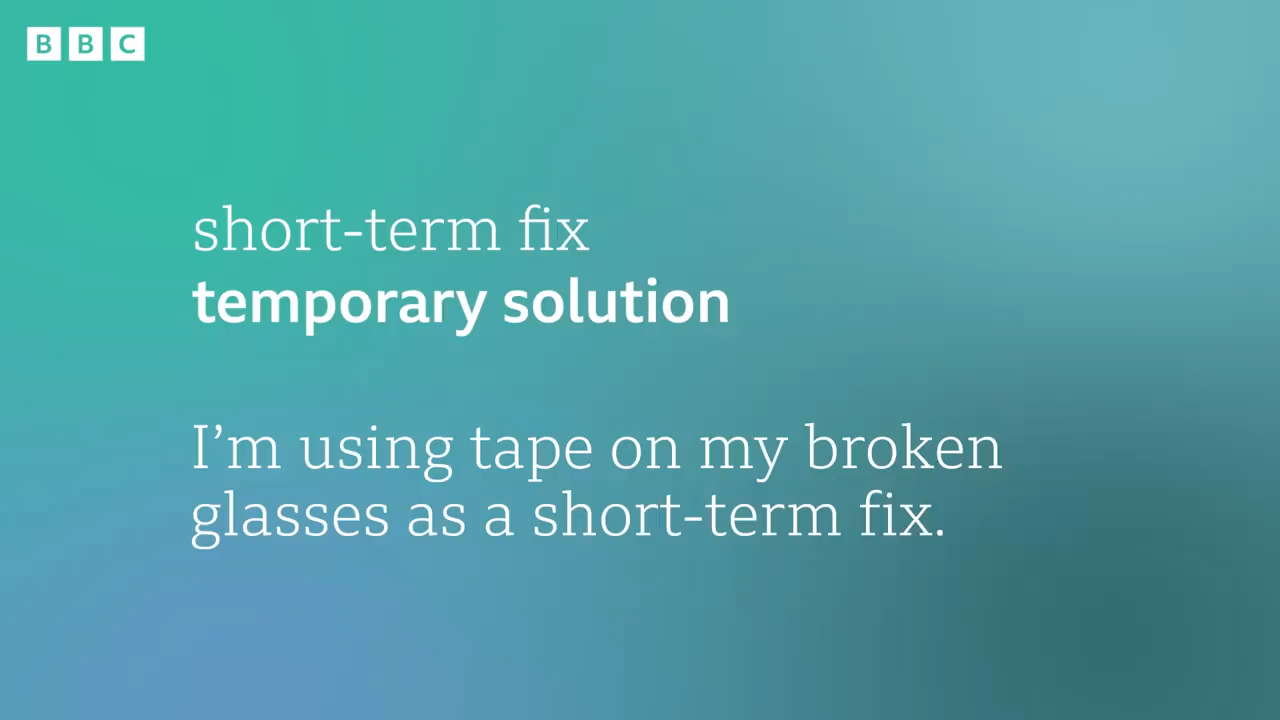 BBC
short-term fix
temporary solution
I’m using tape on my broken
glasses as a short-term fix.